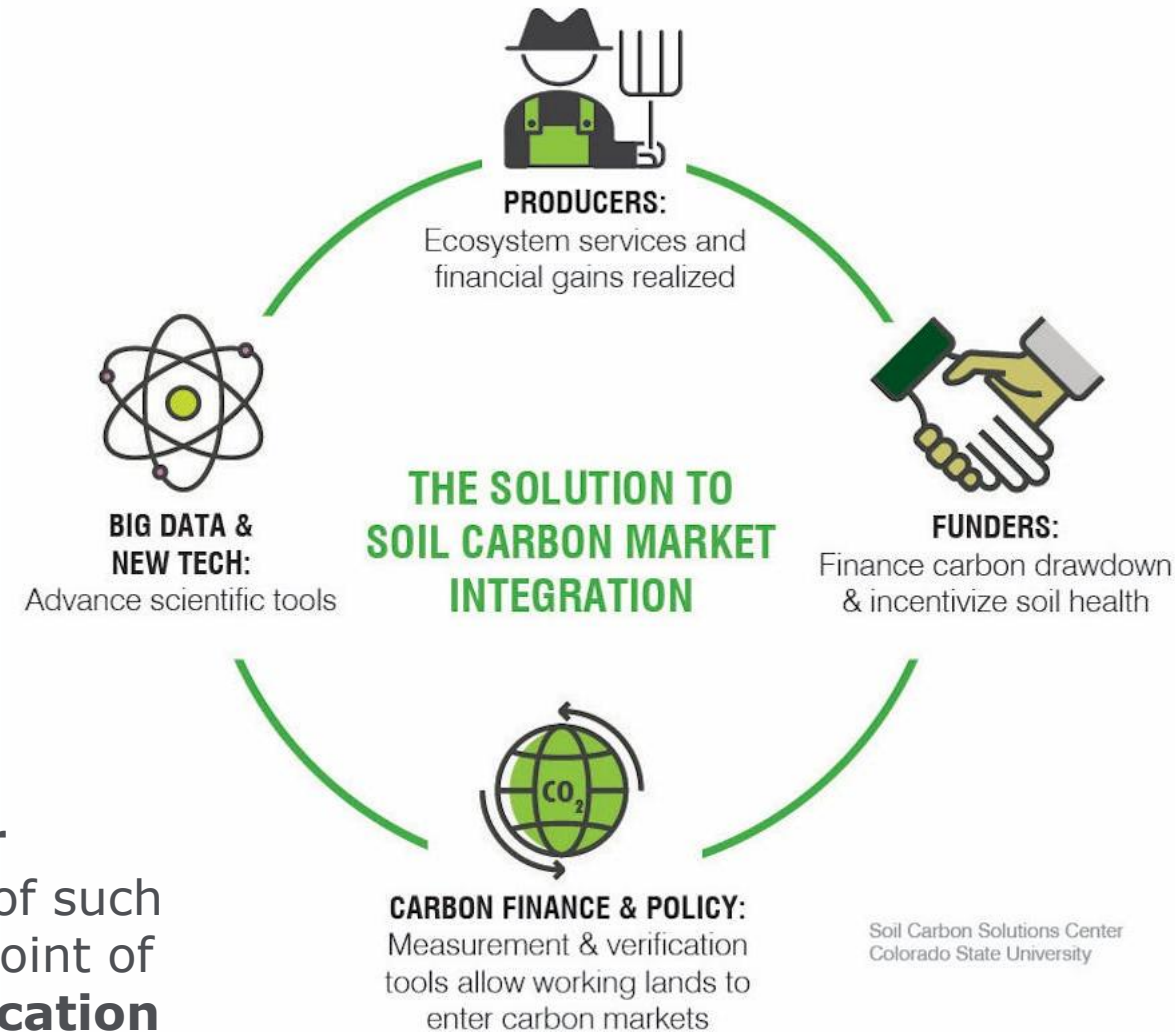 PRODUCERS:
Ecosystem services and
financial gains realized
BIG DATA &
NEW TECH:
Advance scientific tools
THE SOLUTION TO
SOIL CARBON MARKET
INTEGRATION
FUNDERS:
Finance carbon drawdown
& incentivize soil health
CO2
CARBON FINANCE & POLICY:
Measurement & verification
tools allow working lands to
enter carbon markets
Soil Carbon Solutions Center
Colorado State University
of such
oint of
cation